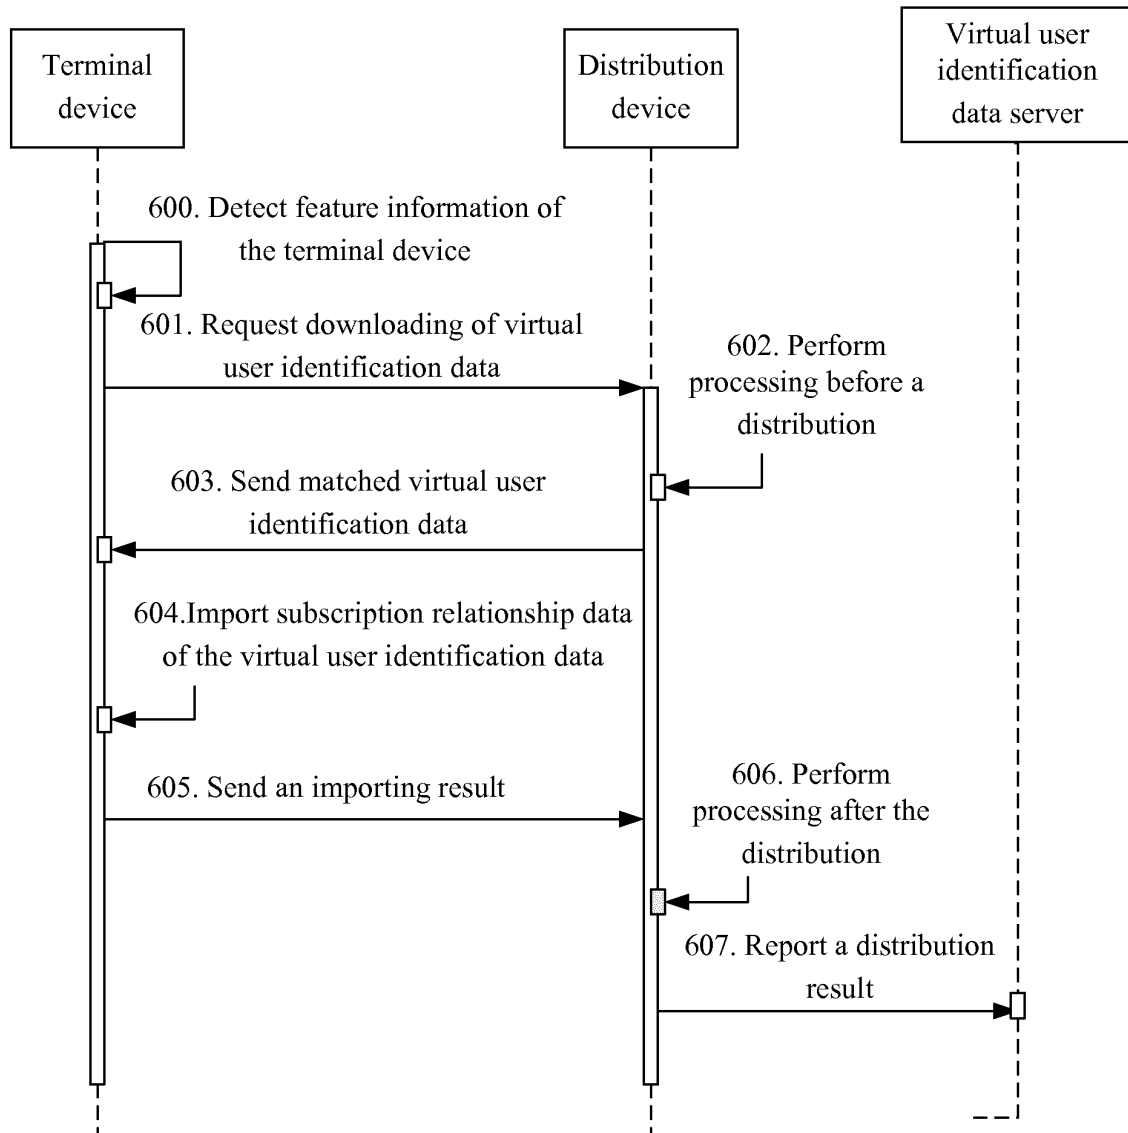 Terminal
device
Distribution
device
Virtual user
identification
data server
600. Detect feature information of
the terminal device
601. Request downloading of virtual
user identification data
602. Perform
processing before a
distribution
603. Send matched virtual user
identification data
604.Import subscription relationship data
of the virtual user identification data
605. Send an importing result
606. Perform
processing after the
distribution
607. Report a distribution
result